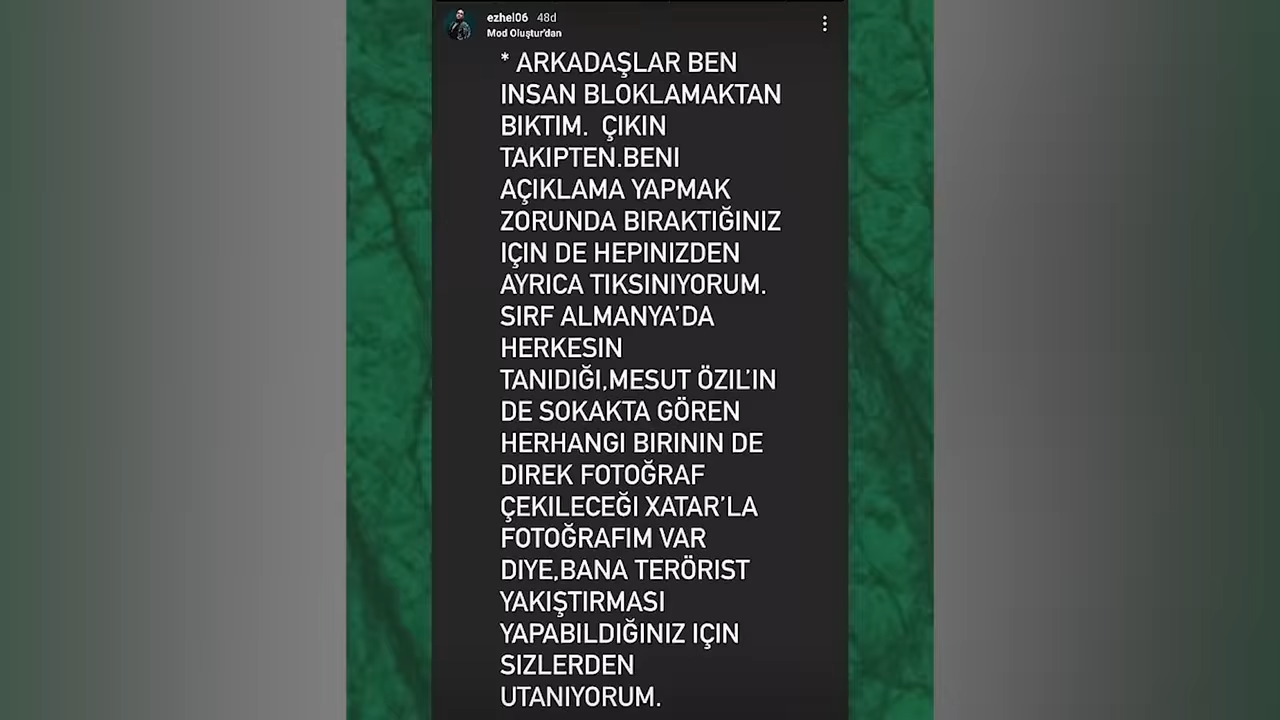 ezhel06 48d
Mod Oluştur'dan
* ARKADAŞLAR BEN
INSAN BLOKLAMAKTAN
BIKTIM. ÇIKIN
TAKIPTEN.BENI
AÇIKLAMA YAPMAK
ZORUNDA BIRAKTIĞINIZ
IÇIN DE HEPINIZDEN
AYRICA TIKSINIYORUM.
SIRF ALMANYA'DA
HERKESIN
TANIDIĞI,MESUT ÖZIL'IN
DE SOKAKTA GÖREN
HERHANGI BIRININ DE
DIREK FOTOĞRAF
ÇEKILECEĞI XATAR'LA
FOTOĞRAFIM VAR
DIYE,BANA TERÖRIST
YAKIŞTIRMASI
YAPABILDIĞINIZ IÇIN
SIZLERDEN
UTANIYORUM.